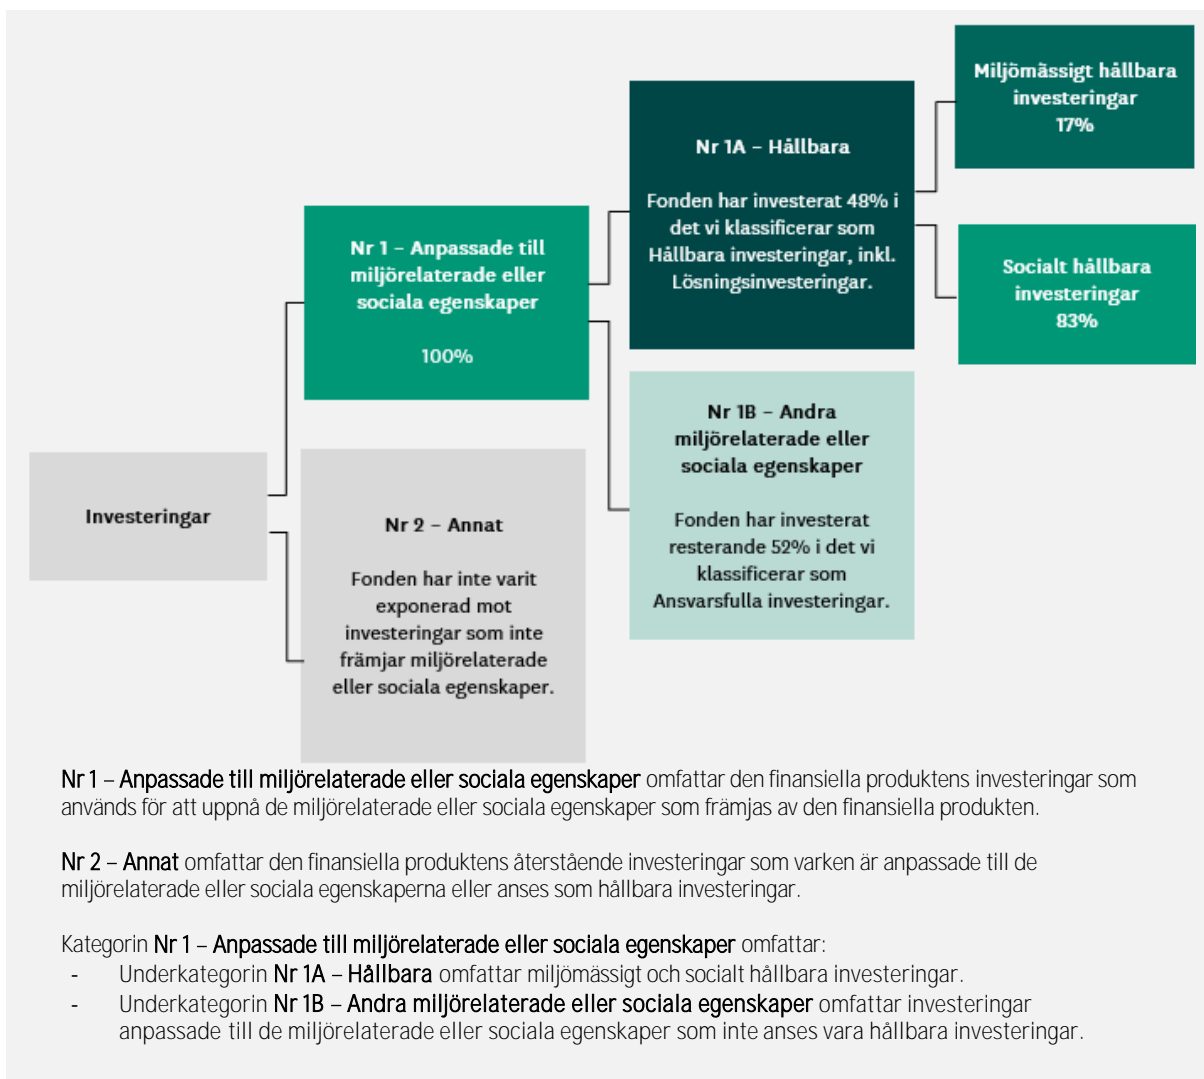 Miljömässigt hållbara
investeringar
17%
Nr 1A – Hållbara
Fonden har investerat 48% i
det vi klassificerar som
Hållbara investeringar, inkl.
Lösningsinvesteringar.
Nr 1 – Anpassade till
miljörelaterade eller
sociala egenskaper
100%
Socialt hållbara
investeringar
83%
Nr 1B – Andra
miljörelaterade eller
sociala egenskaper
Fonden har investerat
resterande 52% i det vi
klassificerar som
Ansvarsfulla investeringar.
Investeringar
Nr 2 – Annat
Fonden har inte varit
exponerad mot
investeringar som inte
främjar miljörelaterade
eller sociala egenskaper.
Nr 1 – Anpassade till miljörelaterade eller sociala egenskaper omfattar den finansiella produktens investeringar som
används för att uppnå de miljörelaterade eller sociala egenskaper som främjas av den finansiella produkten.
Nr 2 – Annat omfattar den finansiella produktens återstående investeringar som varken är anpassade till de
miljörelaterade eller sociala egenskaperna eller anses som hållbara investeringar.
Kategorin Nr 1 – Anpassade till miljörelaterade eller sociala egenskaper omfattar:
- Underkategorin Nr 1A – Hållbara omfattar miljömässigt och socialt hållbara investeringar.
- Underkategorin Nr 1B – Andra miljörelaterade eller sociala egenskaper omfattar investeringar
anpassade till de miljörelaterade eller sociala egenskaper som inte anses vara hållbara investeringar.